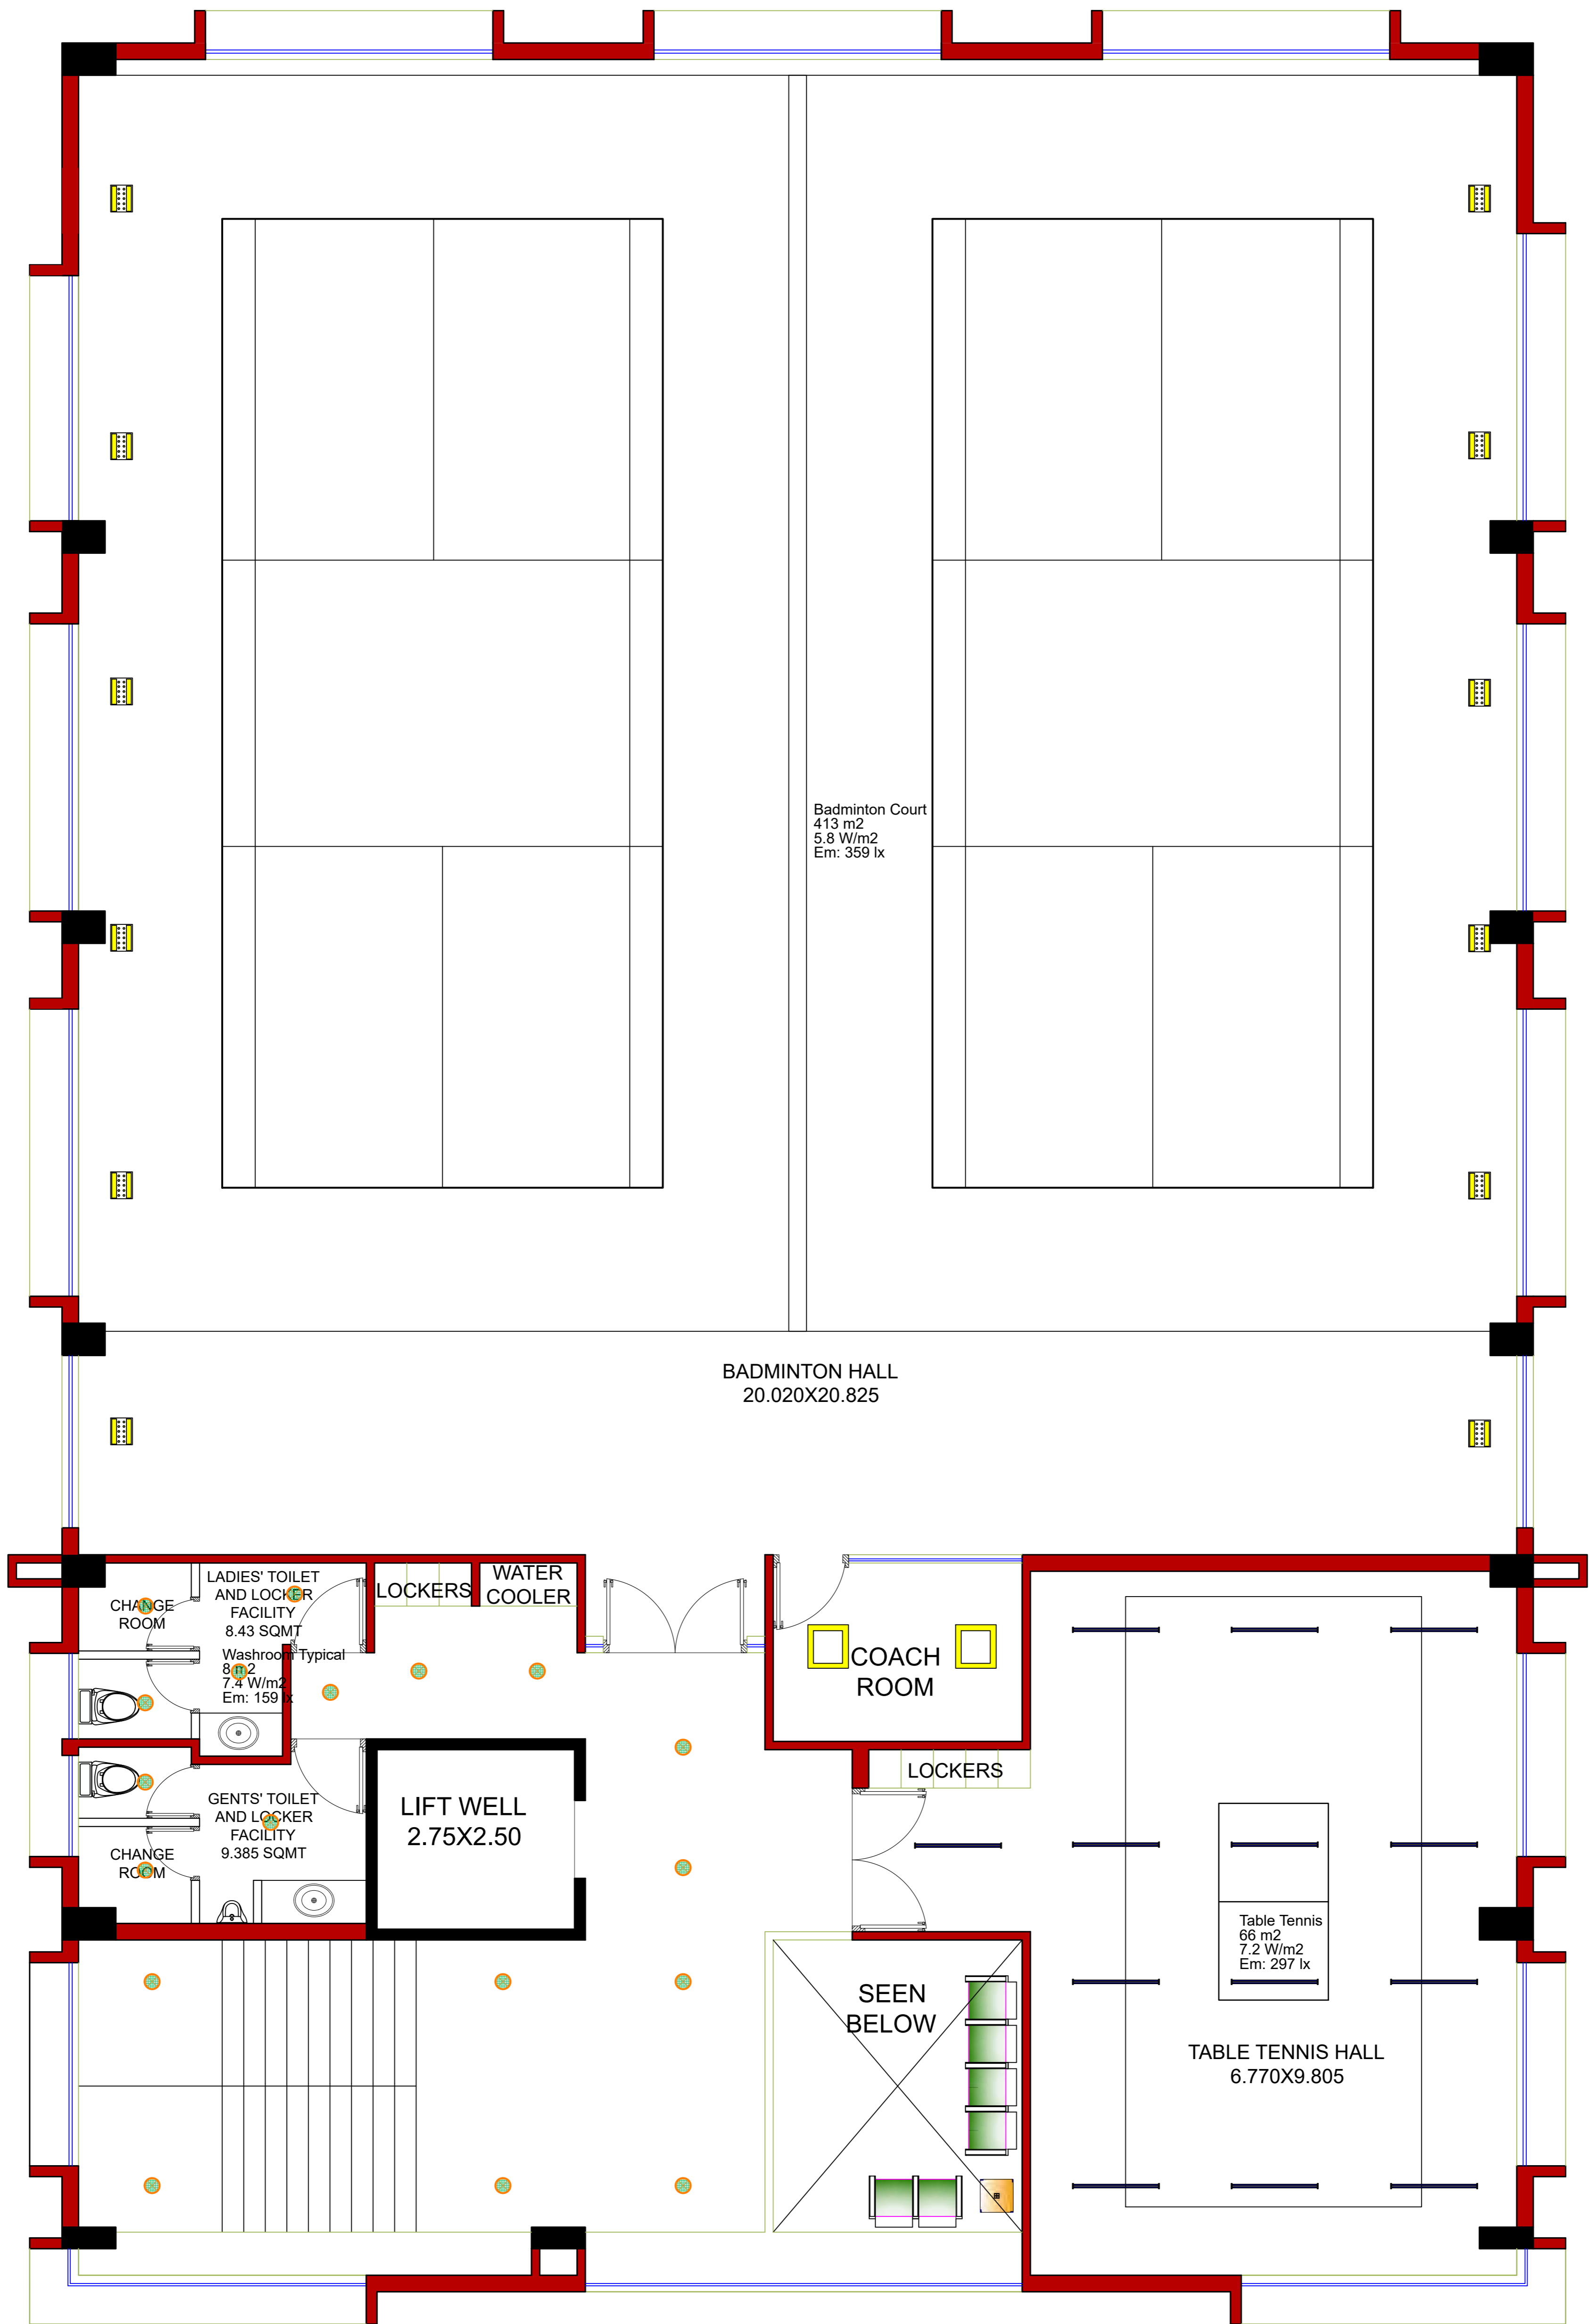 Badminton Court
413 m2
5.8 W/m2
Em: 359 lx
BADMINTON HALL
20.020X20.825
LADIES' TOILET
AND LOCKER
FACILITY
8.43 SQMT
CHANGE
ROOM
Washroom Typical
8 m2
7.4 W/m2
Em: 159 lx
LOCKERS
WATER
COOLER
COACH
ROOM
LOCKERS
GENTS' TOILET
AND LOCKER
FACILITY
9.385 SQMT
CHANGE
ROOM
LIFT WELL
2.75X2.50
SEEN
BELOW
Table Tennis
66 m2
7.2 W/m2
Em: 297 lx
TABLE TENNIS HALL
6.770X9.805